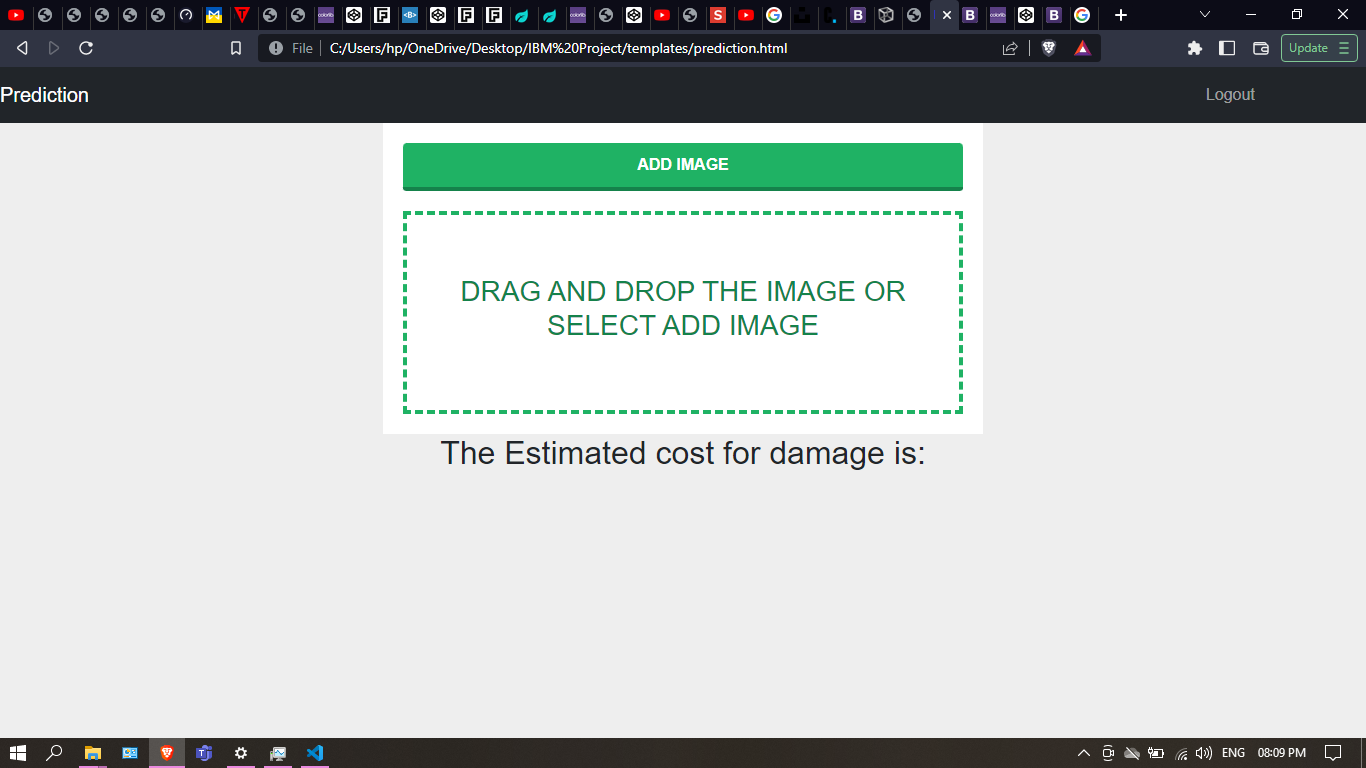 File
C:/Users/hp/OneDrive/Desktop/IBM%20Project/templates/prediction.html
Update
Prediction
Logout
ADD IMAGE
DRAG AND DROP THE IMAGE OR
SELECT ADD IMAGE
The Estimated cost for damage is:
ENG
08:09 PM